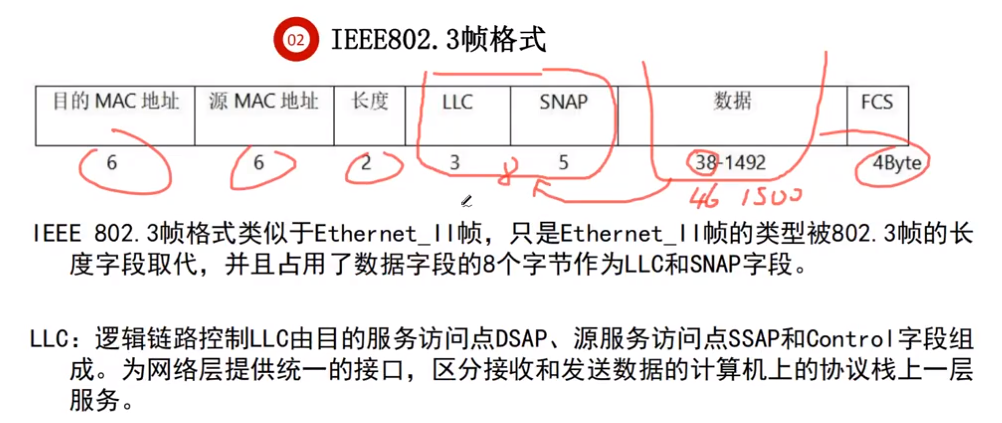 02 IEEE802.3帧格式
目的 MAC 地址 源 MAC 地址 长度 LLC SNAP 数据 FCS
6 6 2 3 8 5 38-1492 4Byte
46 1500
IEEE 802.3帧格式类似于Ethernet_II帧，只是Ethernet_II帧的类型被802.3帧的长
度字段取代，并且占用了数据字段的8个字节作为LLC和SNAP字段。
LLC：逻辑链路控制LLC由目的服务访问点DSAP、源服务访问点SSAP和Control字段组
成。为网络层提供统一的接口，区分接收和发送数据的计算机上的协议栈上一层
服务。